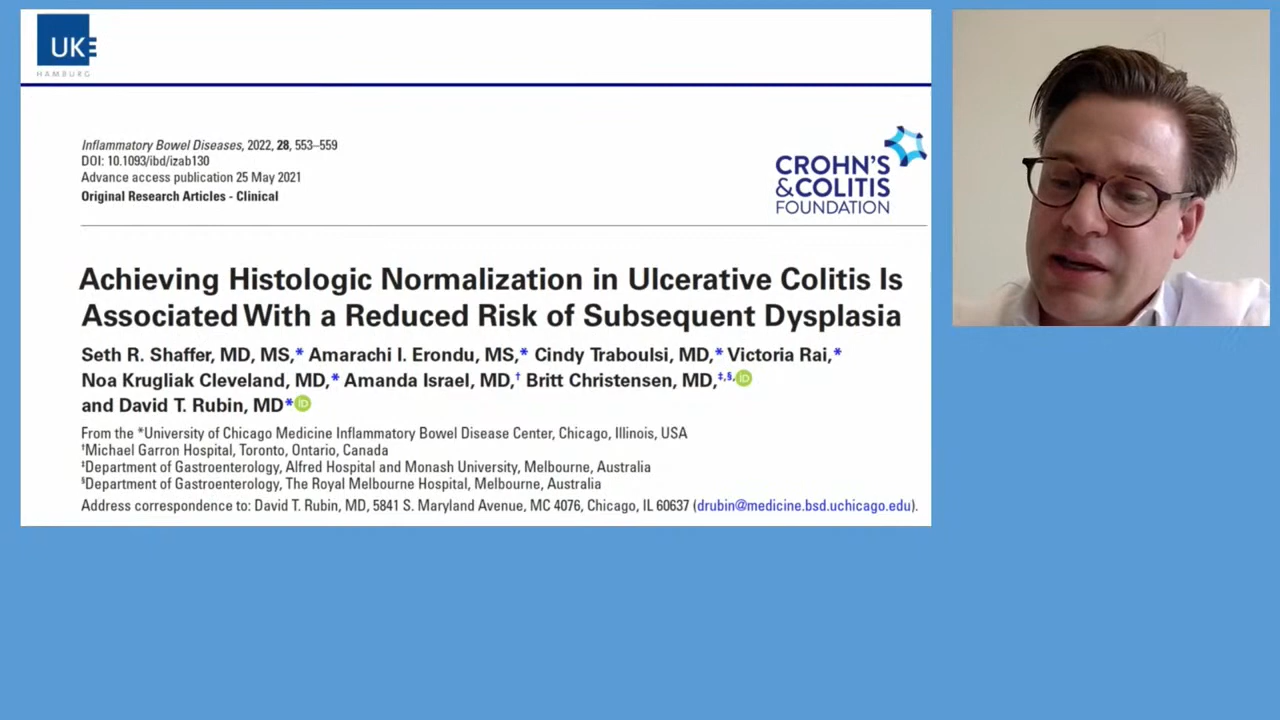 UKE
HAMBURG
Inflammatory Bowel Diseases, 2022, 28, 553–559
DOI: 10.1093/ibd/izab130
Advance access publication 25 May 2021
Original Research Articles - Clinical
CROHN'S
&COLITIS
FOUNDATION
Achieving Histologic Normalization in Ulcerative Colitis Is
Associated With a Reduced Risk of Subsequent Dysplasia
Seth R. Shaffer, MD, MS,* Amarachi I. Erondu, MS,* Cindy Traboulsi, MD,* Victoria Rai,*
Noa Krugliak Cleveland, MD,* Amanda Israel, MD,† Britt Christensen, MD,‡,§, iD
and David T. Rubin, MD* iD
From the *University of Chicago Medicine Inflammatory Bowel Disease Center, Chicago, Illinois, USA
†Michael Garron Hospital, Toronto, Ontario, Canada
‡Department of Gastroenterology, Alfred Hospital and Monash University, Melbourne, Australia
§Department of Gastroenterology, The Royal Melbourne Hospital, Melbourne, Australia
Address correspondence to: David T. Rubin, MD, 5841 S. Maryland Avenue, MC 4076, Chicago, IL 60637 (drubin@medicine.bsd.uchicago.edu).